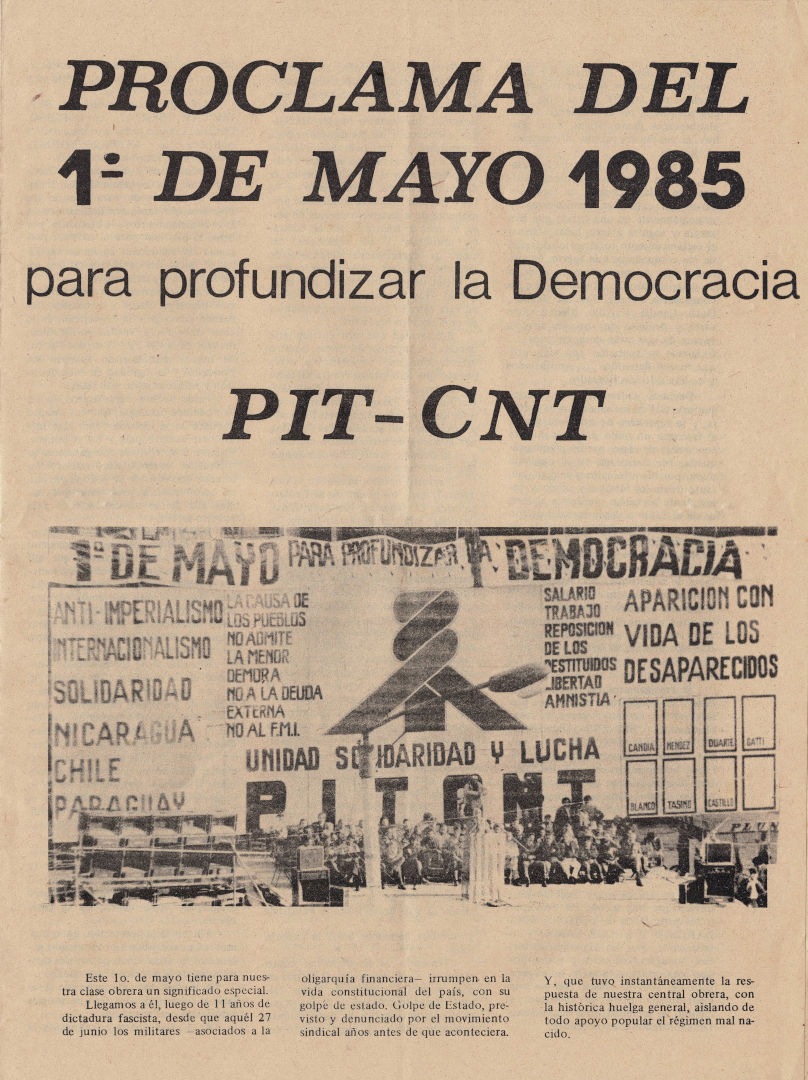 PROCLAMA DEL
1º DE MAYO 1985
para profundizar la Democracia
PIT-CNT
1º DE MAYO PARA PROFUNDIZAR LA DEMOCRACIA
ANTI-IMPERIALISMO
INTERNACIONALISMO
SOLIDARIDAD
NICARAGUA
CHILE
PARAGUAY
LA CAUSA DE
LOS PUEBLOS
NO ADMITE
LA MENOR
DEMORA
NO A LA DEUDA
EXTERNA
NO AL F.M.I.
SALARIO
TRABAJO
REPOSICION
DE LOS
DESTITUIDOS
LIBERTAD
AMNISTIA
APARICION CON
VIDA DE LOS
DESAPARECIDOS
CANDIA MENDEZ DUARTE GATTI
BLANCO TASINO CASTILLO
UNIDAD SOLIDARIDAD Y LUCHA
PIT CNT
Este 1o. de mayo tiene para nues-
tra clase obrera un significado especial.
Llegamos a él, luego de 11 años de
dictadura fascista, desde que aquél 27
de junio los militares —asociados a la
oligarquía financiera— irrumpen en la
vida constitucional del país, con su
golpe de estado. Golpe de Estado, pre-
visto y denunciado por el movimiento
sindical años antes de que aconteciera.
Y, que tuvo instantáneamente la res-
puesta de nuestra central obrera, con
la histórica huelga general, aislando de
todo apoyo popular el régimen mal na-
cido.